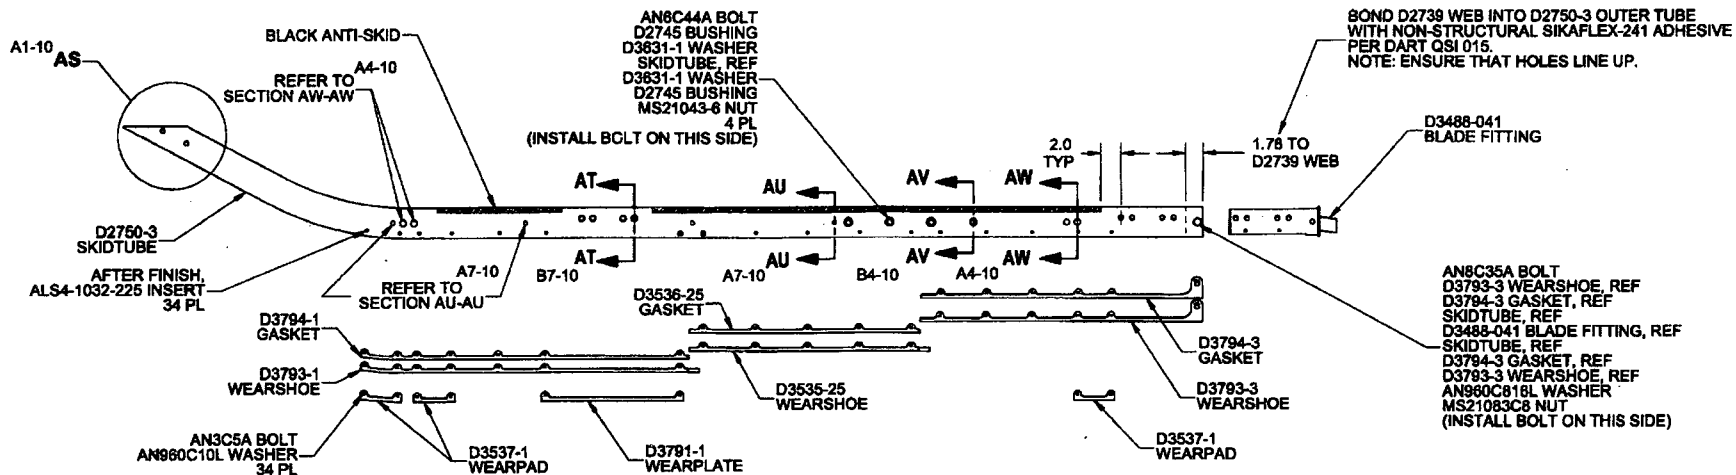 A1-10
AS
BLACK ANTI-SKID
REFER TO
A4-10
SECTION AW-AW
AN6C44A BOLT
D2745 BUSHING
D3631-1 WASHER
SKIDTUBE, REF
D3631-1 WASHER
D2745 BUSHING
MS21043-6 NUT
4 PL
(INSTALL BOLT ON THIS SIDE)
BOND D2739 WEB INTO D2750-3 OUTER TUBE
WITH NON-STRUCTURAL SIKAFLEX-241 ADHESIVE
PER DART QSI 015.
NOTE: ENSURE THAT HOLES LINE UP.
2.0
TYP
1.78 TO
D2739 WEB
D3488-041
BLADE FITTING
AT
AU
AV
AW
D2750-3
SKIDTUBE
AT
AU
AV
AW
AFTER FINISH,
ALS4-1032-225 INSERT
34 PL
A7-10
REFER TO
SECTION AU-AU
B7-10
A7-10
B4-10
A4-10
D3794-1
GASKET
D3793-1
WEARSHOE
D3536-25
GASKET
D3535-25
WEARSHOE
D3794-3
GASKET
D3793-3
WEARSHOE
AN3C5A BOLT
AN960C10L WASHER
34 PL
D3537-1
WEARPAD
D3791-1
WEARPLATE
D3537-1
WEARPAD
AN8C35A BOLT
D3793-3 WEARSHOE, REF
D3794-3 GASKET, REF
SKIDTUBE, REF
D3488-041 BLADE FITTING, REF
SKIDTUBE, REF
D3794-3 GASKET, REF
D3793-3 WEARSHOE, REF
AN960C816L WASHER
MS21083C8 NUT
(INSTALL BOLT ON THIS SIDE)